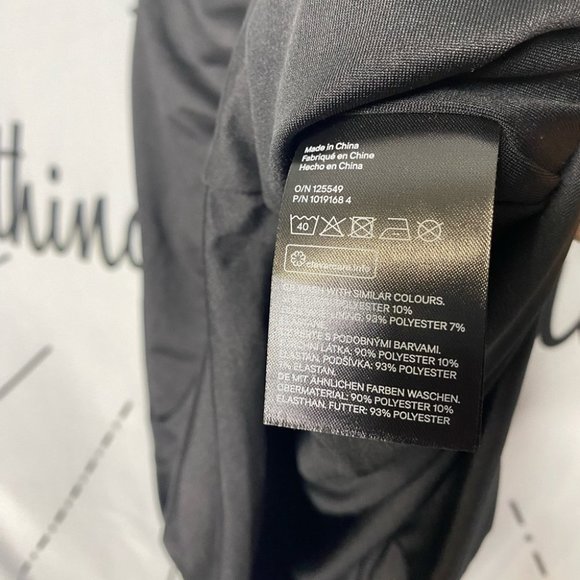 Made in China
Fabriqué en Chine
Hecho en China
O/N 125549
P/N 1019168 4
40
clevercare.info
WITH SIMILAR COLOURS.
POLYESTER 10%
93% POLYESTER 7%
S PODOBNÝMI BARVAMI.
LÁTKA: 90% POLYESTER 10%
ELASTAN. PODŠÍVKA: 93% POLYESTER
7% ELASTAN.
DE MIT ÄHNLICHEN FARBEN WASCHEN.
OBERMATERIAL: 90% POLYESTER 10%
ELASTHAN. FUTTER: 93% POLYESTER
thing